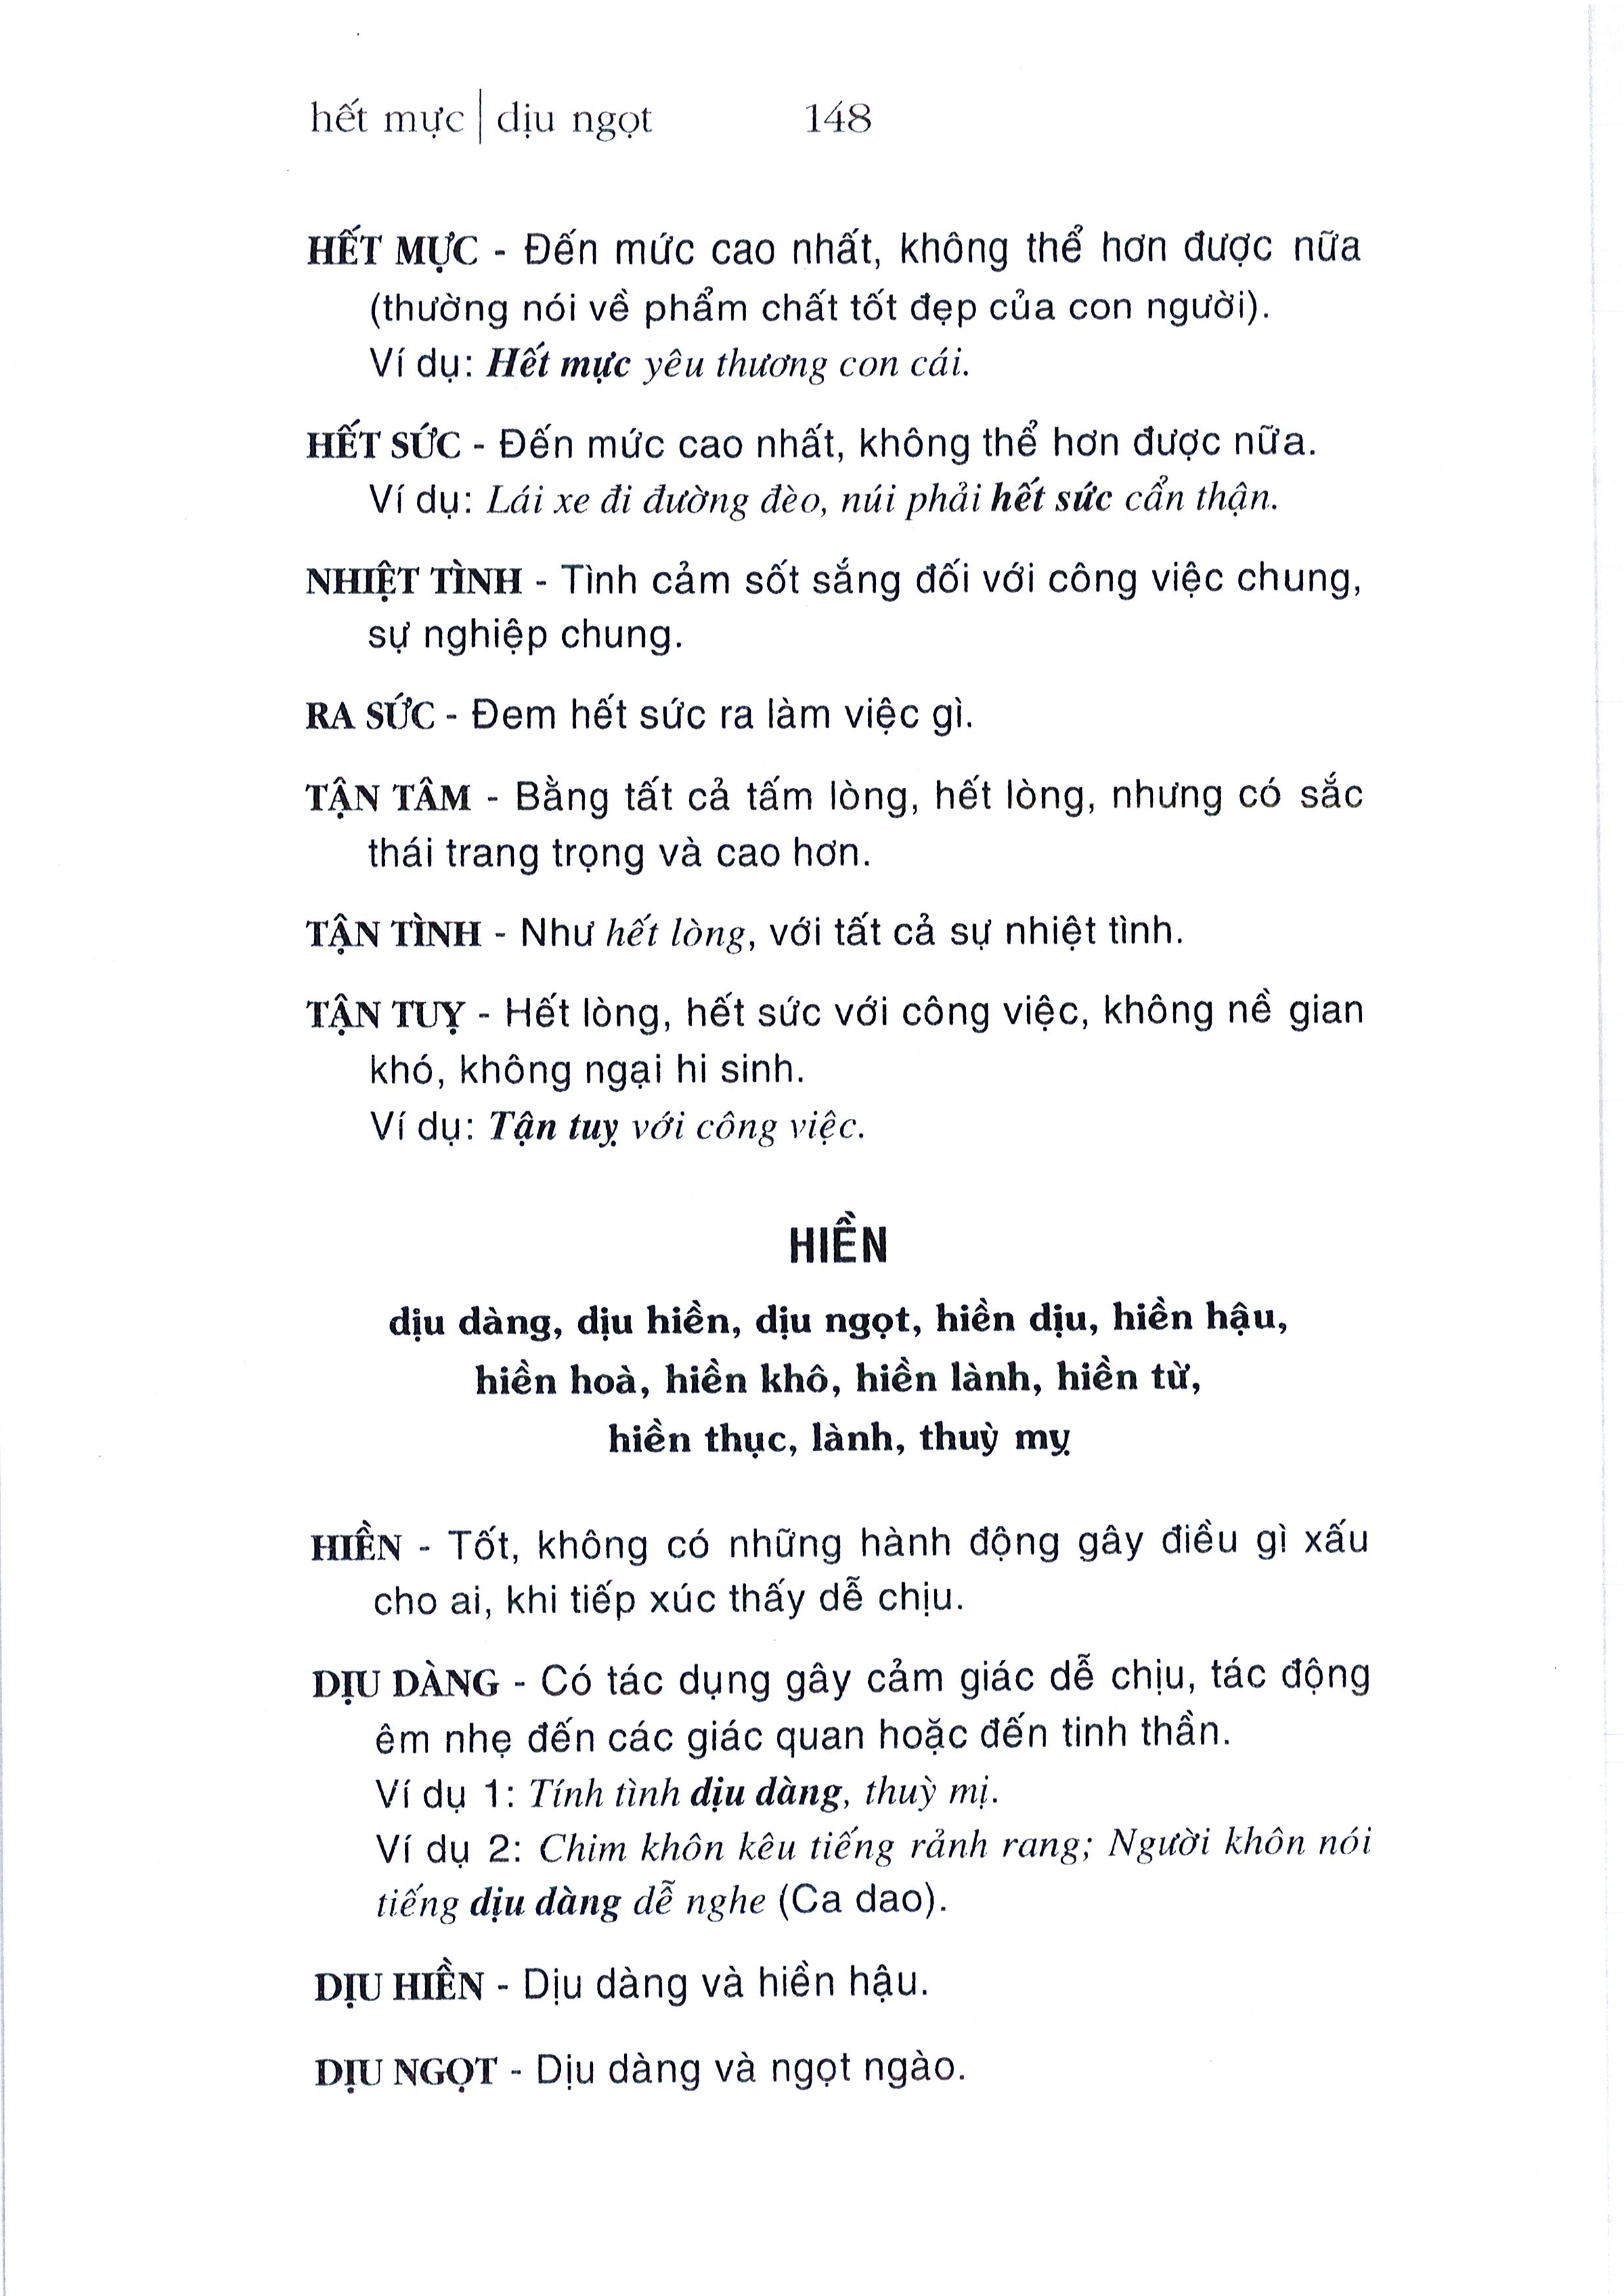 hết mực | dịu ngọt 148
HẾT MỰC - Đến mức cao nhất, không thể hơn được nữa
(thường nói về phẩm chất tốt đẹp của con người).
Ví dụ: Hết mực yêu thương con cái.
HẾT SỨC - Đến mức cao nhất, không thể hơn được nữa.
Ví dụ: Lái xe đi đường đèo, núi phải hết sức cẩn thận.
NHIỆT TÌNH - Tình cảm sốt sắng đối với công việc chung,
sự nghiệp chung.
RA SỨC - Đem hết sức ra làm việc gì.
TẬN TÂM - Bằng tất cả tấm lòng, hết lòng, nhưng có sắc
thái trang trọng và cao hơn.
TẬN TÌNH - Như hết lòng, với tất cả sự nhiệt tình.
TẬN TUỴ - Hết lòng, hết sức với công việc, không nề gian
khó, không ngại hi sinh.
Ví dụ: Tận tuỵ với công việc.
HIỀN
dịu dàng, dịu hiền, dịu ngọt, hiền dịu, hiền hậu,
hiền hoà, hiền khô, hiền lành, hiền từ,
hiền thục, lành, thuỳ mỵ
HIỀN - Tốt, không có những hành động gây điều gì xấu
cho ai, khi tiếp xúc thấy dễ chịu.
DỊU DÀNG - Có tác dụng gây cảm giác dễ chịu, tác động
êm nhẹ đến các giác quan hoặc đến tinh thần.
Ví dụ 1: Tính tình dịu dàng, thuỳ mị.
Ví dụ 2: Chim khôn kêu tiếng rảnh rang; Người khôn nói
tiếng dịu dàng dễ nghe (Ca dao).
DỊU HIỀN - Dịu dàng và hiền hậu.
DỊU NGỌT - Dịu dàng và ngọt ngào.